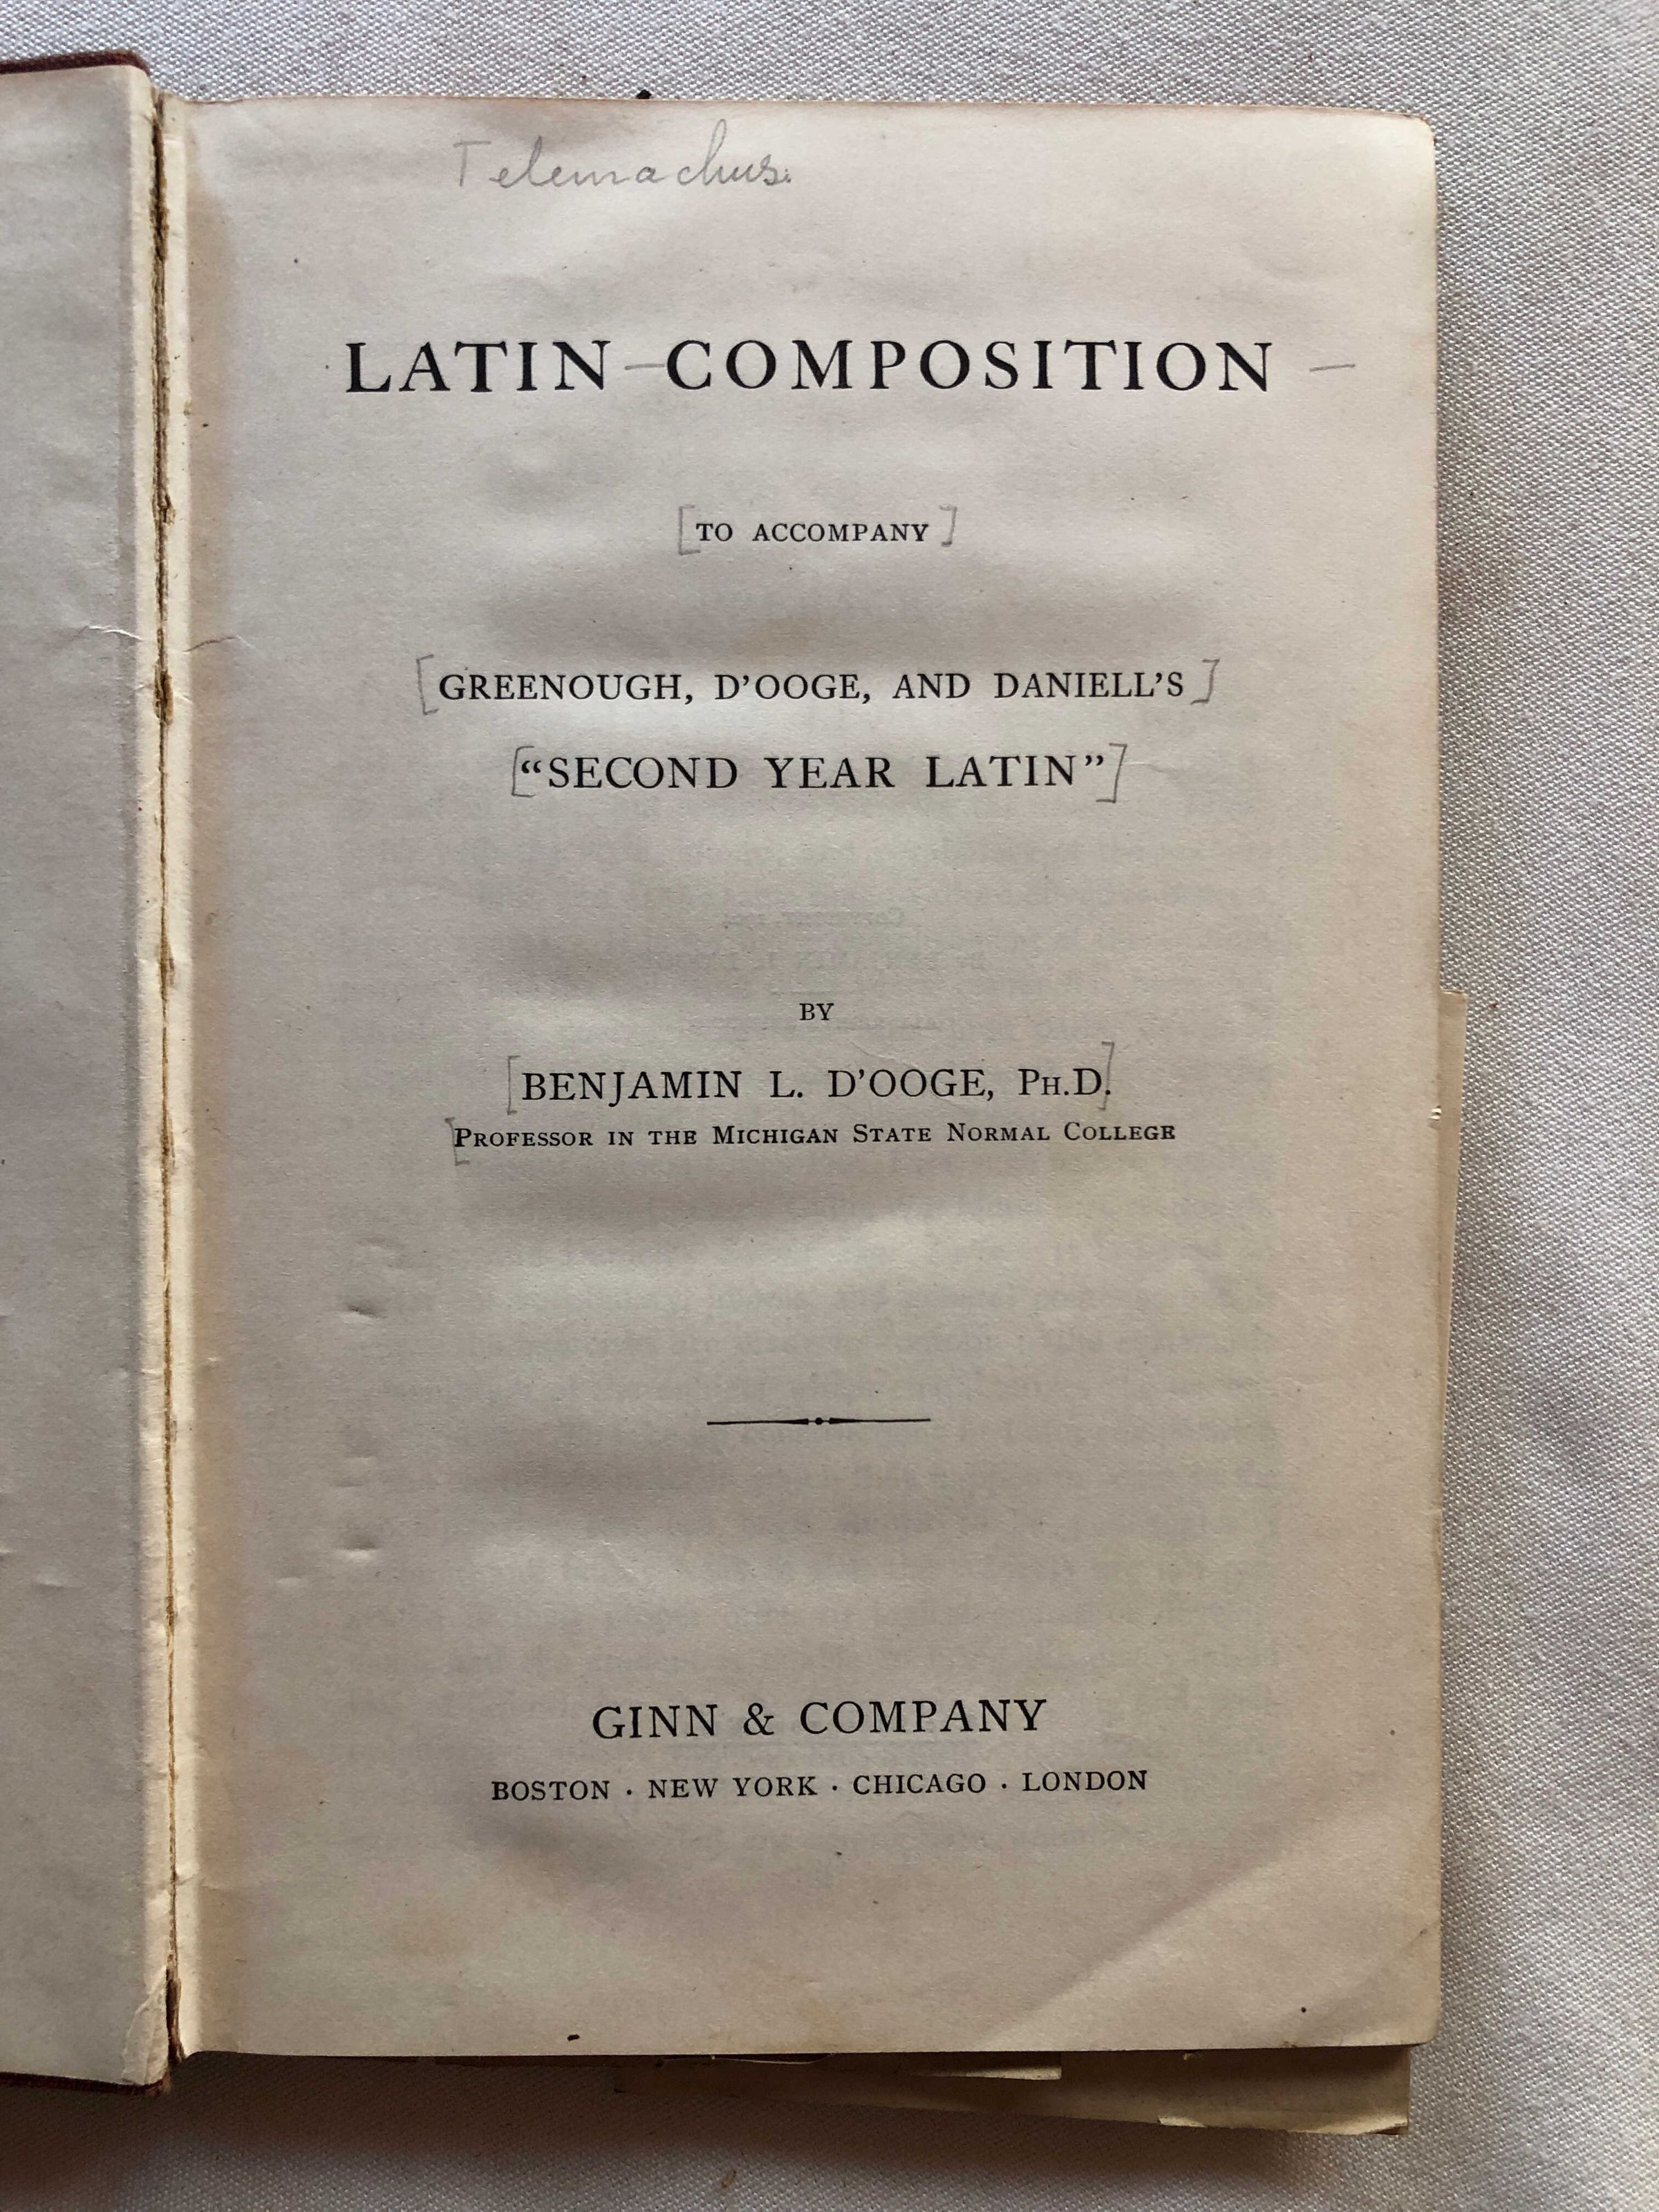 Telemachus.
LATIN - COMPOSITION -
[TO ACCOMPANY]
[GREENOUGH, D'OOGE, AND DANIELL'S]
["SECOND YEAR LATIN"]
BY
[BENJAMIN L. D'OOGE, PH.D.]
[PROFESSOR IN THE MICHIGAN STATE NORMAL COLLEGE
GINN & COMPANY
BOSTON · NEW YORK · CHICAGO · LONDON